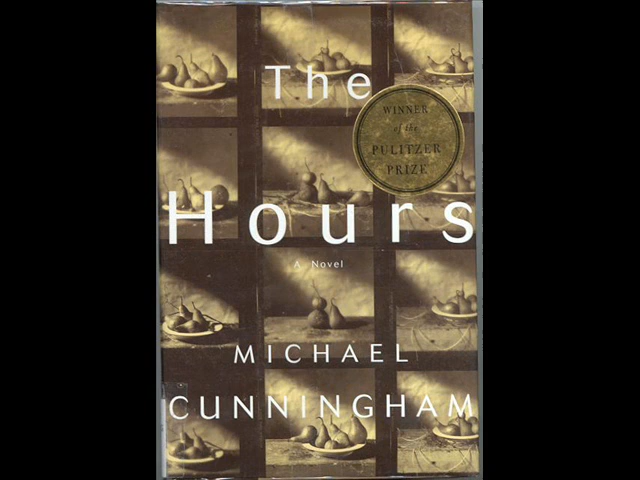 The
WINNER
of the
PULITZER
PRIZE
Hours
A Novel
MICHAEL
CUNNINGHAM